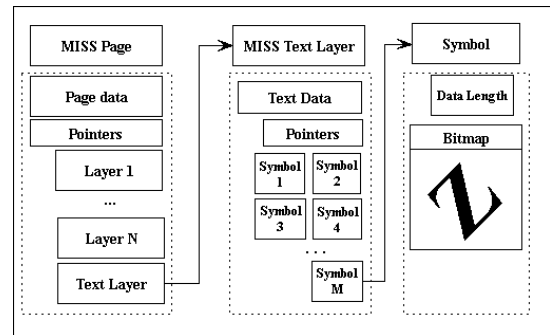 MISS Page
Page data
Pointers
Layer 1
...
Layer N
Text Layer
MISS Text Layer
Text Data
Pointers
Symbol 1
Symbol 2
Symbol 3
Symbol 4
...
Symbol M
Symbol
Data Length
Bitmap
Z